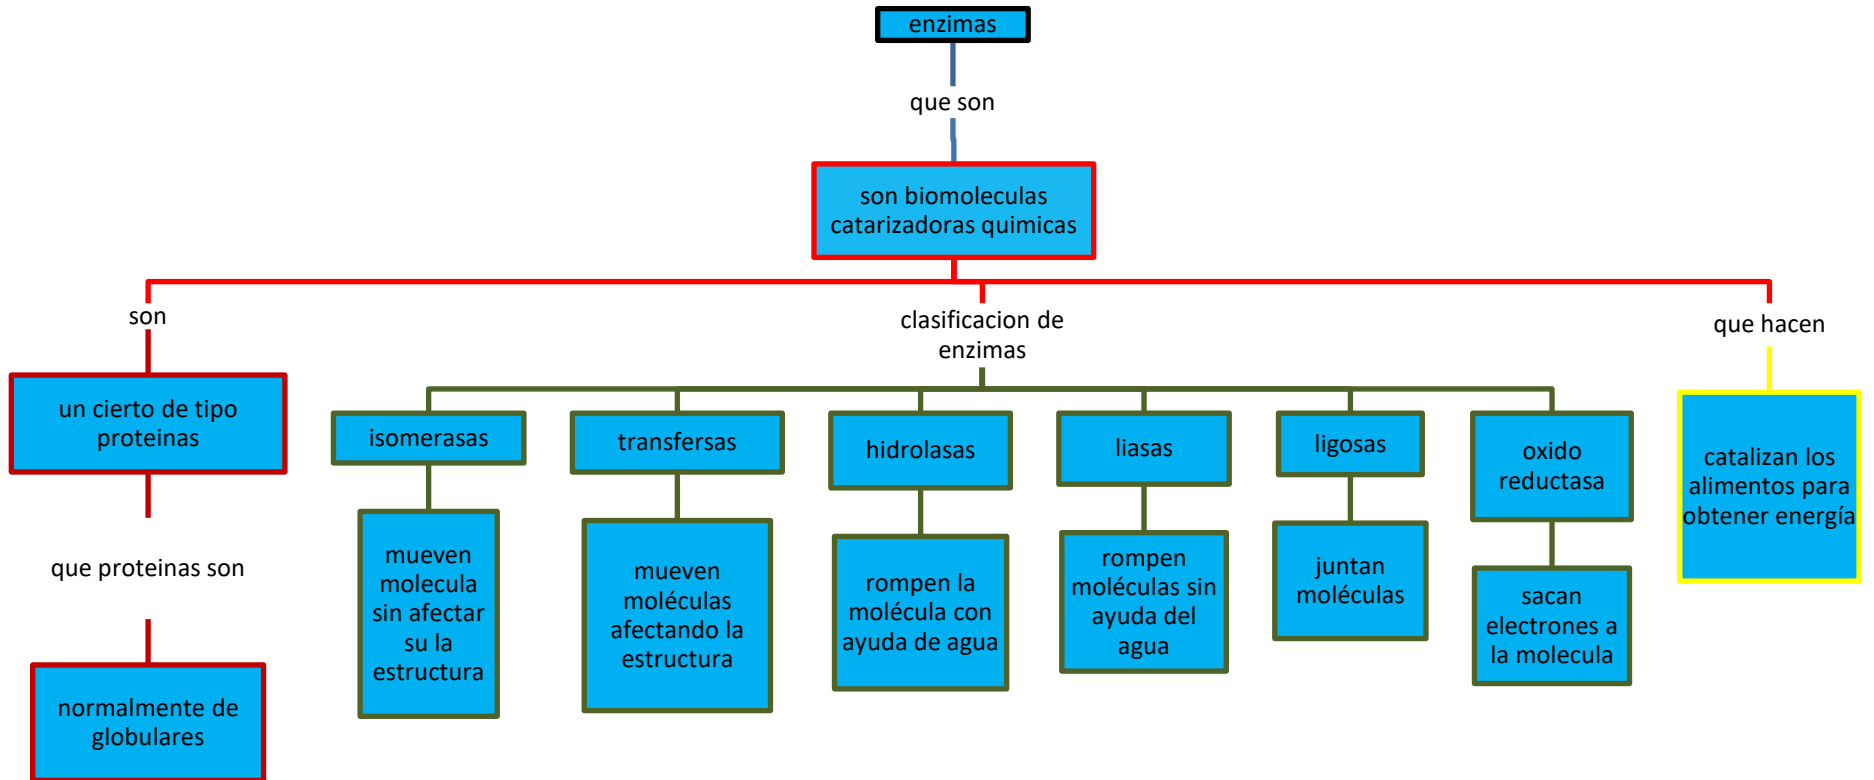 enzimas
que son
son biomoleculas
catarizadoras quimicas
son
clasificacion de
enzimas
que hacen
un cierto de tipo
proteinas
que proteinas son
normalmente de
globulares
isomerasas
mueven
molecula
sin afectar
su la
estructura
transfersas
mueven
moléculas
afectando la
estructura
hidrolasas
rompen la
molécula con
ayuda de agua
liasas
rompen
moléculas sin
ayuda del
agua
ligosas
juntan
moléculas
oxido
reductasa
sacan
electrones a
la molecula
catalizan los
alimentos para
obtener energía